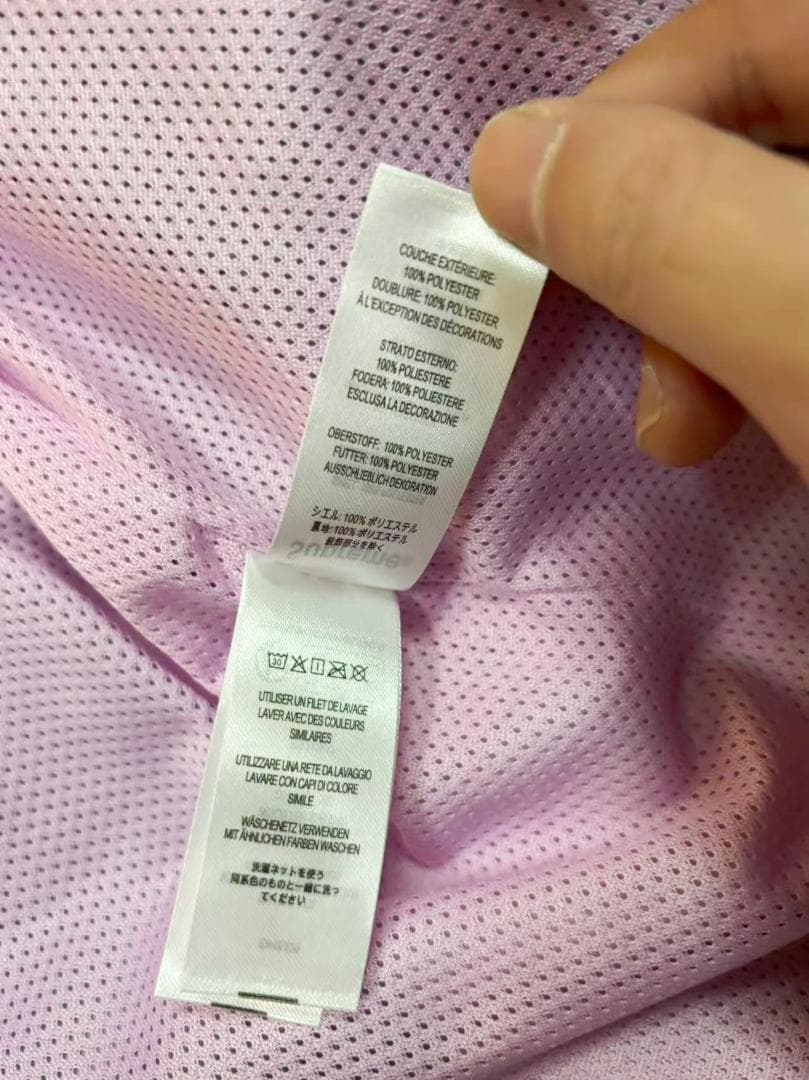 COUCHE EXTÉRIEURE:
100% POLYESTER
DOUBLURE: 100% POLYESTER
À L'EXCEPTION DES DÉCORATIONS
STRATO ESTERNO:
100% POLIESTERE
FODERA: 100% POLIESTERE
ESCLUSA LA DECORAZIONE
OBERSTOFF: 100% POLYESTER
FUTTER: 100% POLYESTER
AUSSCHLIEBLICH DEKORATION
シエル: 100% ポリエステル
裏地: 100% ポリエステル
装飾部分を除く
Supreme
30
UTILISER UN FILET DE LAVAGE
LAVER AVEC DES COULEURS
SIMILAIRES
UTILIZZARE UNA RETE DA LAVAGGIO
LAVARE CON CAPI DI COLORE
SIMILE
WÄSCHENETZ VERWENDEN
MIT ÄHNLICHEN FARBEN WASCHEN
洗濯ネットを使う
同系色のものと一緒に洗っ
てください